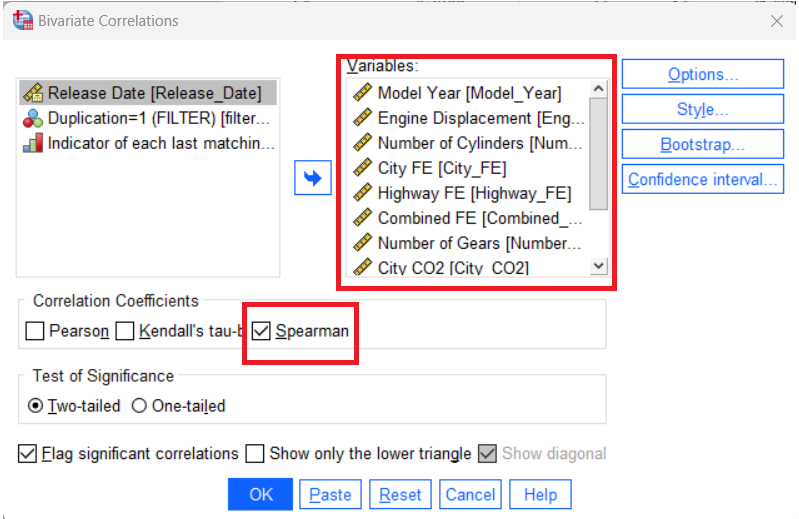 Bivariate Correlations
Release Date [Release_Date]
Duplication=1 (FILTER) [filter...
Indicator of each last matchin...
Variables:
Model Year [Model_Year]
Engine Displacement [Eng...
Number of Cylinders [Num...
City FE [City_FE]
Highway FE [Highway_FE]
Combined FE [Combined_...
Number of Gears [Number...
City CO2 [City_CO2]
Options...
Style...
Bootstrap...
Confidence interval...
Correlation Coefficients
Pearson Kendall's tau-b Spearman
Test of Significance
Two-tailed One-tailed
Flag significant correlations Show only the lower triangle Show diagonal
OK Paste Reset Cancel Help